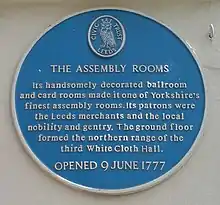 CIVIC TRUST
LEEDS
THE ASSEMBLY ROOMS
Its handsomely decorated ballroom
and card rooms made it one of Yorkshire's
finest assembly rooms. Its patrons were
the Leeds merchants and the local
nobility and gentry. The ground floor
formed the northern range of the
third White Cloth Hall.
OPENED 9 JUNE 1777